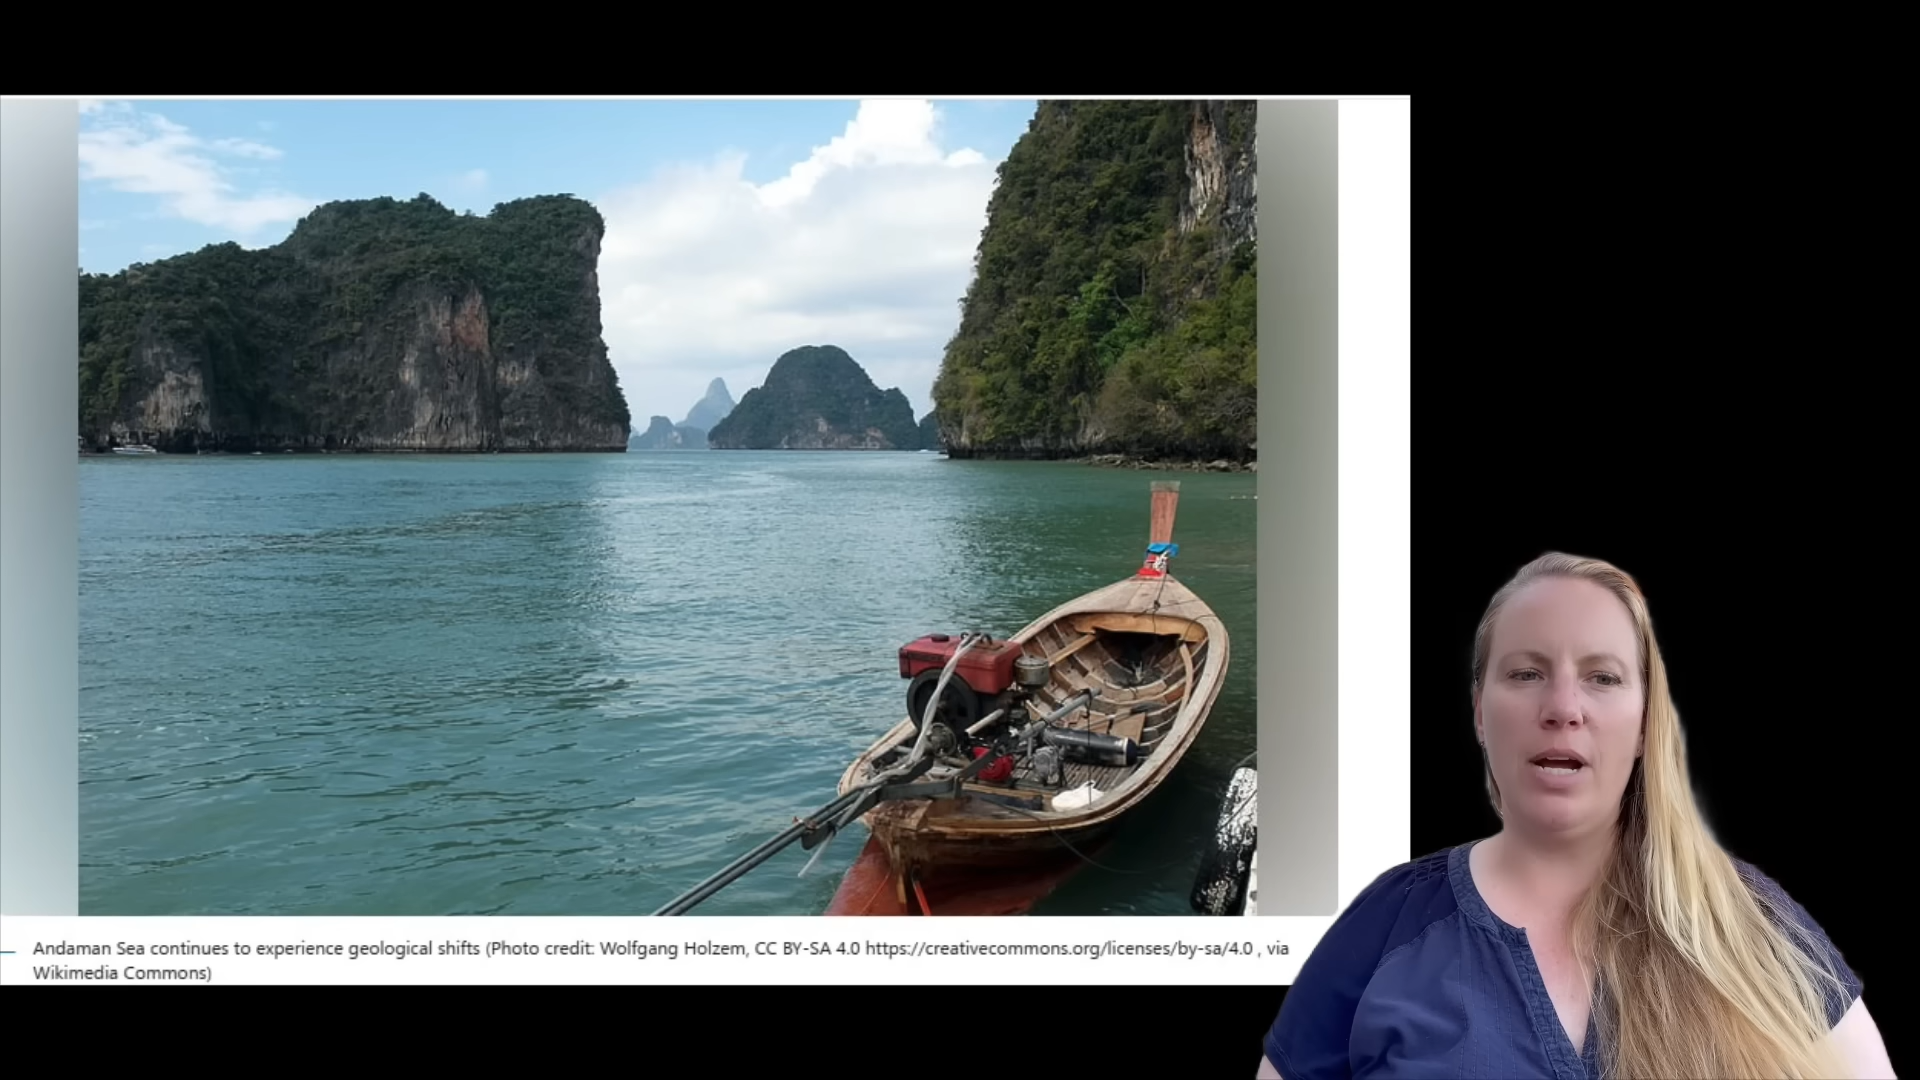 Andaman Sea continues to experience geological shifts (Photo credit: Wolfgang Holzem, CC BY-SA 4.0 https://creativecommons.org/licenses/by-sa/4.0 , via
Wikimedia Commons)